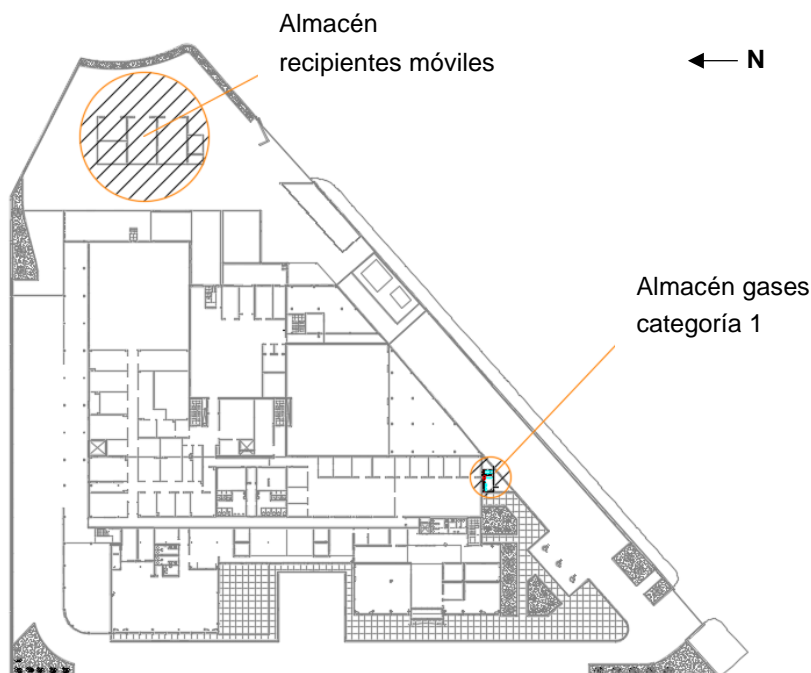 Almacén
recipientes móviles
N
Almacén gases
categoría 1